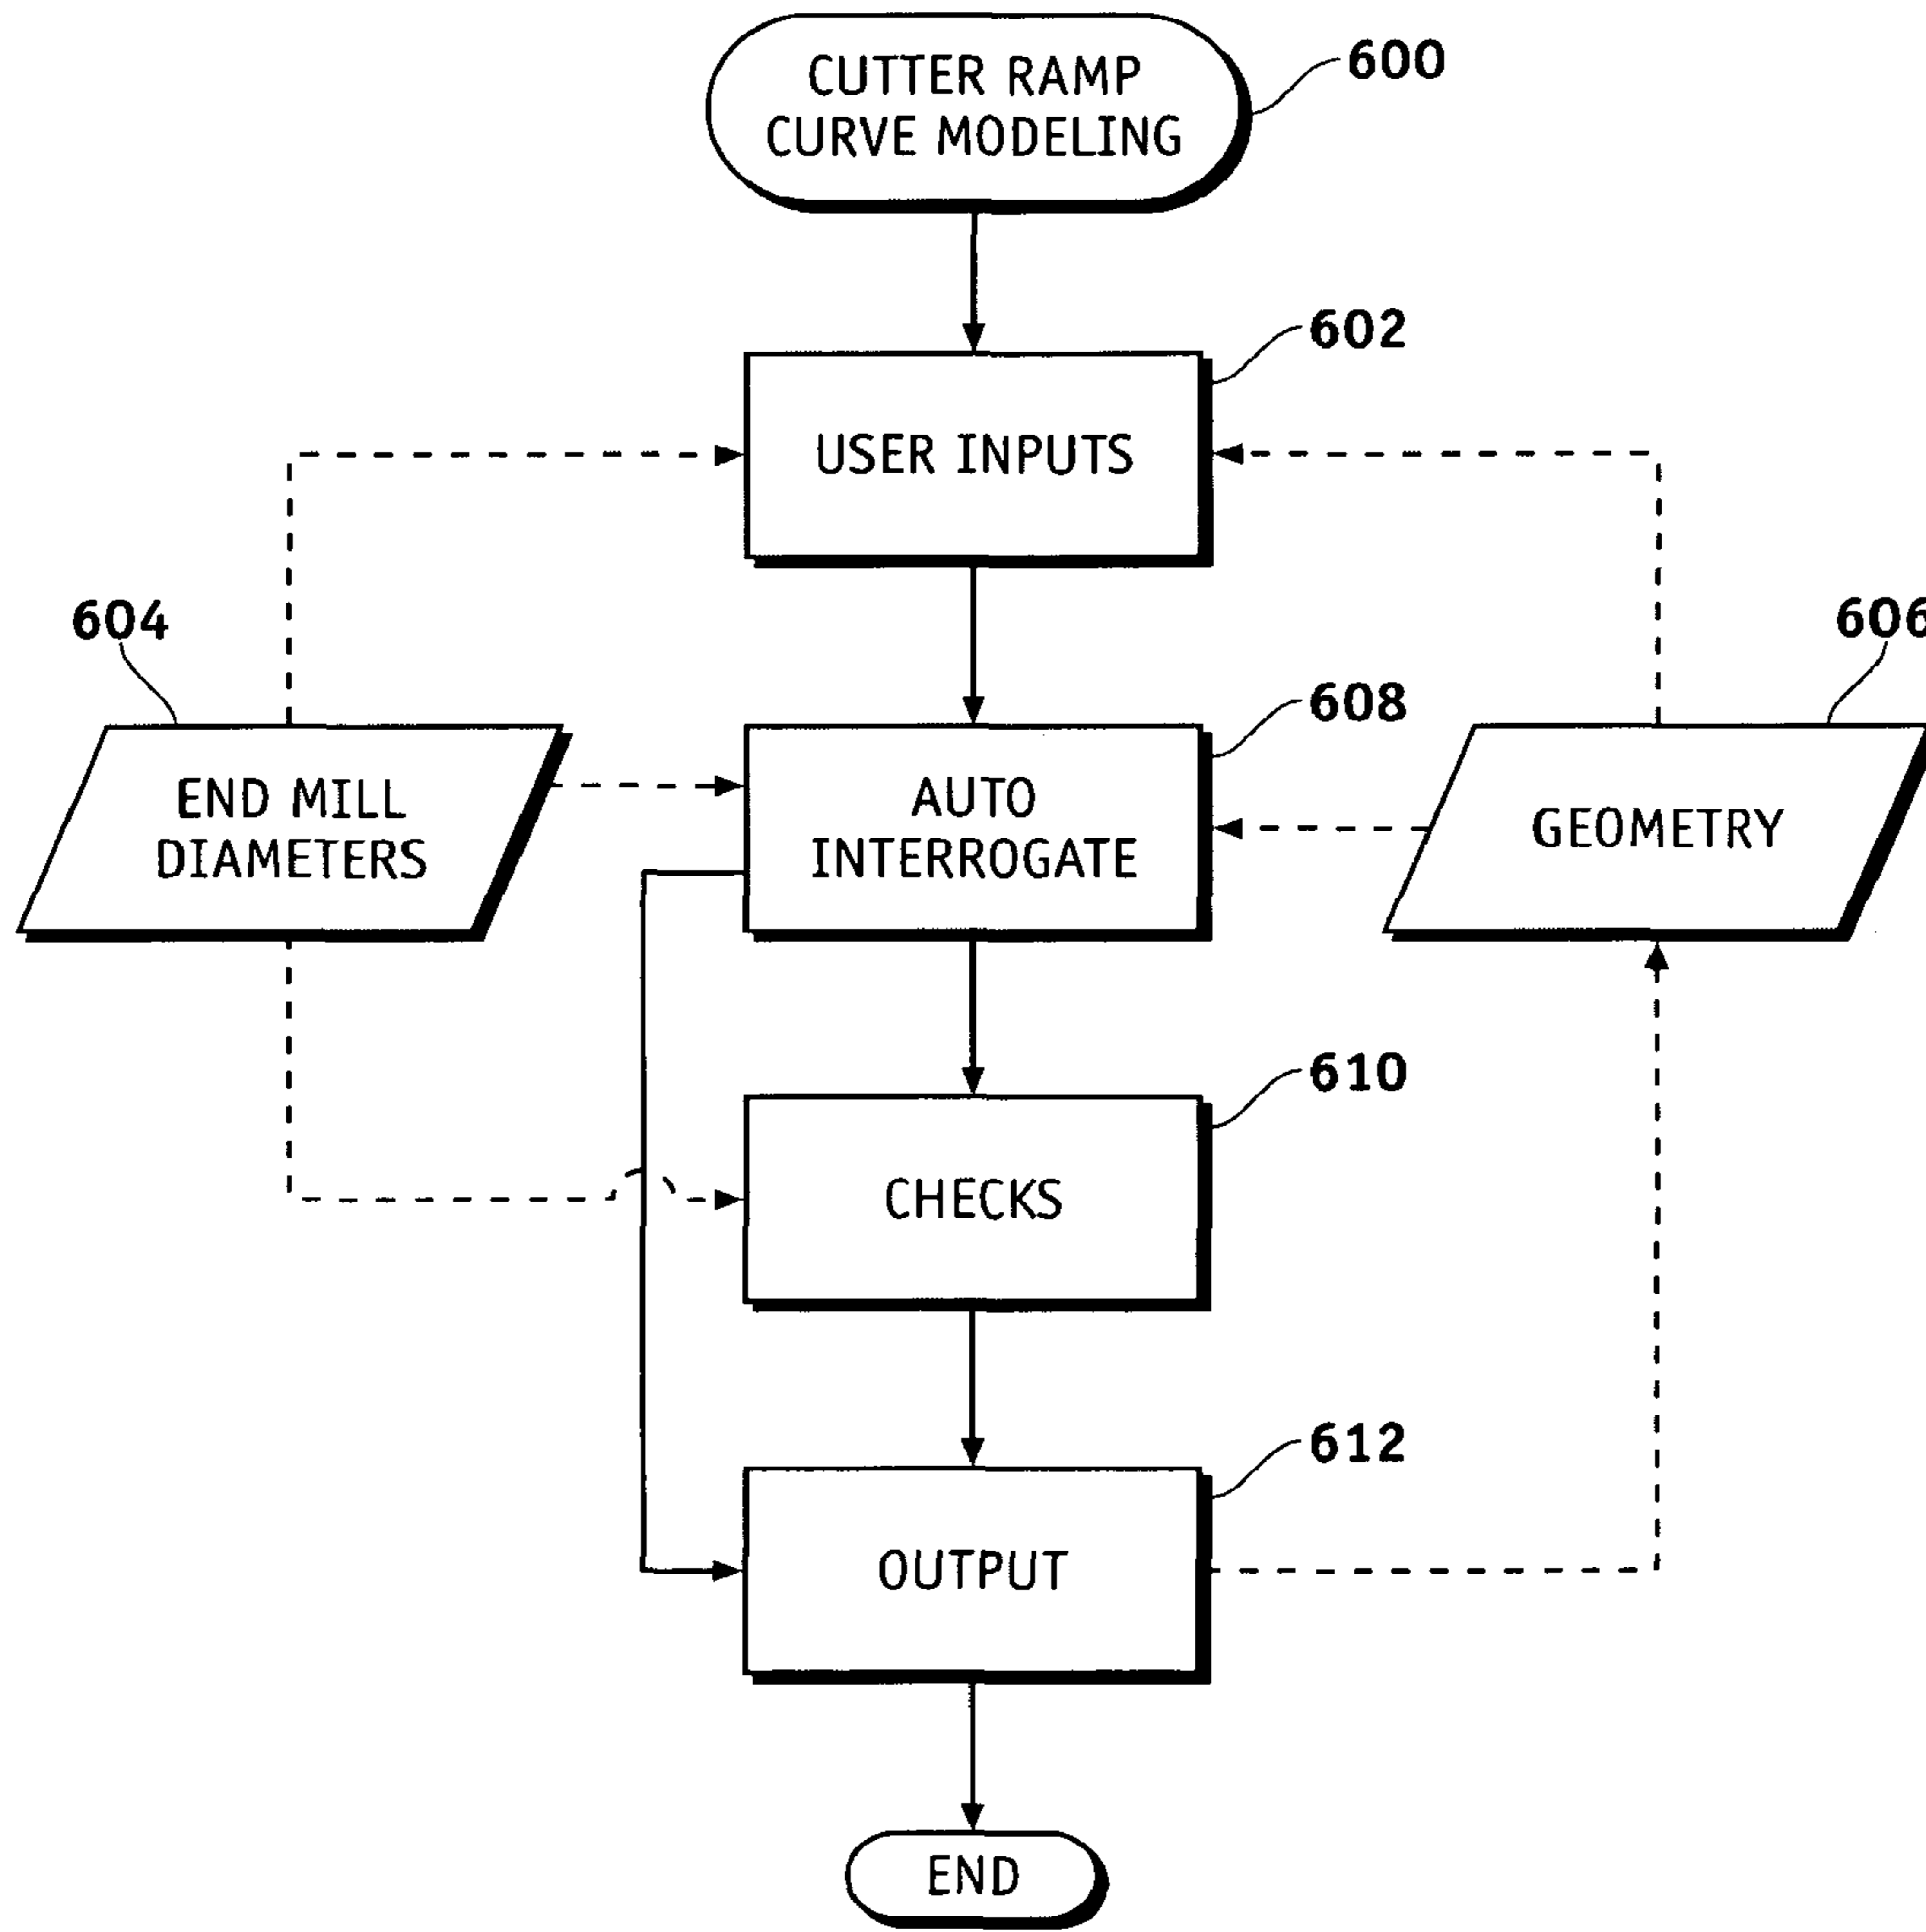 CUTTER RAMP
CURVE MODELING
600
602
USER INPUTS
604
606
608
END MILL
DIAMETERS
AUTO
INTERROGATE
GEOMETRY
610
CHECKS
612
OUTPUT
END